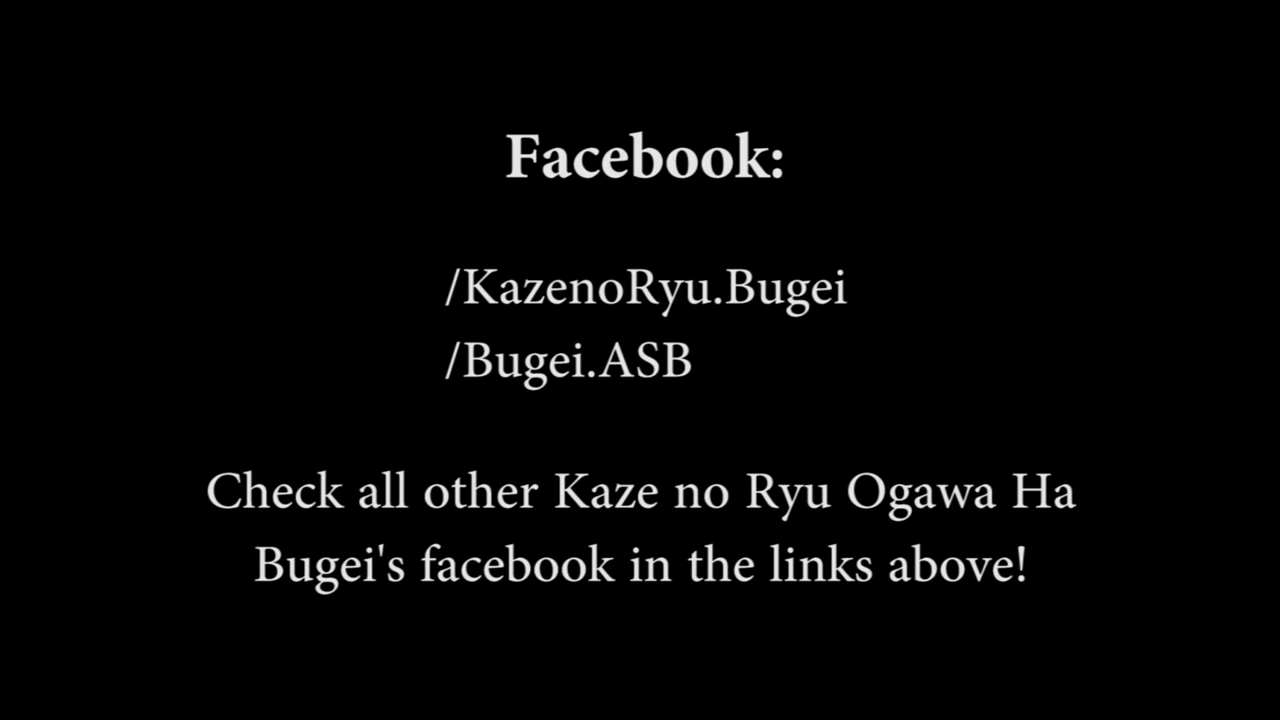 Facebook:
/KazenoRyu.Bugei
/Bugei.ASB
Check all other Kaze no Ryu Ogawa Ha
Bugei's facebook in the links above!